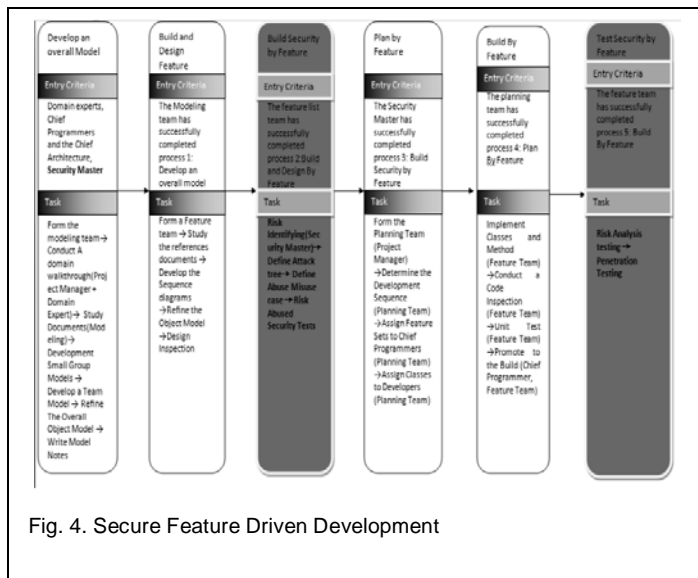 Develop an
overall Model
Entry Criteria
Domain experts,
Chief
Programmers
and the Chief
Architecture,
Security Master
Task
Form the
modeling team→
Conduct A
domain
walkthrough(Proj
ect Manager+
Domain
Expert)→ Study
Documents(Mod
eling)→
Development
Small Group
Models →
Develop a Team
Model → Refine
The Overall
Object Model →
Write Model
Notes
Build and
Design
Feature
Entry Criteria
The Modeling
team has
successfully
completed
process 1:
Develop an
overall model
Task
Form a Feature
team → Study
the references
documents →
Develop the
Sequence
diagrams
→Refine the
Object Model
→Design
Inspection
Build Security
by Feature
Entry Criteria
The feature list
team has
successfully
completed
process 2:Build
and Design By
Feature
Task
Risk
Identifying(Sec
urity Master)→
Define Attack
tree→ Define
Abuse Misuse
case →Risk
Abused
Security Tests
Plan by
Feature
Entry Criteria
The Security
Master has
successfully
completed
process 3: Build
Security by
Feature
Task
Form the
Planning Team
(Project
Manager)
→Determine the
Development
Sequence
(Planning Team)
→Assign Feature
Sets to Chief
Programmers
(Planning Team)
→Assign Classes
to Developers
(Planning Team)
Build By
Feature
Entry Criteria
The planning
team has
successfully
completed
process 4: Plan
By Feature
Task
Implement
Classes and
Method
(Feature Team)
→Conduct a
Code
Inspection
(Feature Team)
→Unit Test
(Feature Team)
→Promote to
the Build (Chief
Programmer,
Feature Team)
Test Security by
Feature
Entry Criteria
The feature team
has successfully
completed
process 5: Build
By Feature
Task
Risk Analysis
testing →
Penetration
Testing
Fig. 4. Secure Feature Driven Development